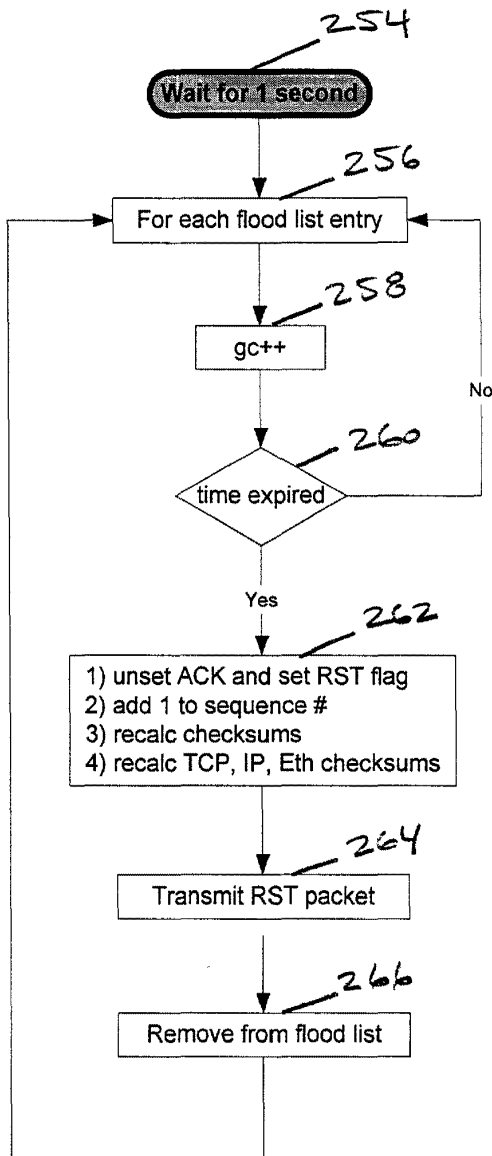 254
Wait for 1 second
256
For each flood list entry
258
gc++
No
260
time expired
Yes
262
1) unset ACK and set RST flag
2) add 1 to sequence #
3) recalc checksums
4) recalc TCP, IP, Eth checksums
264
Transmit RST packet
266
Remove from flood list